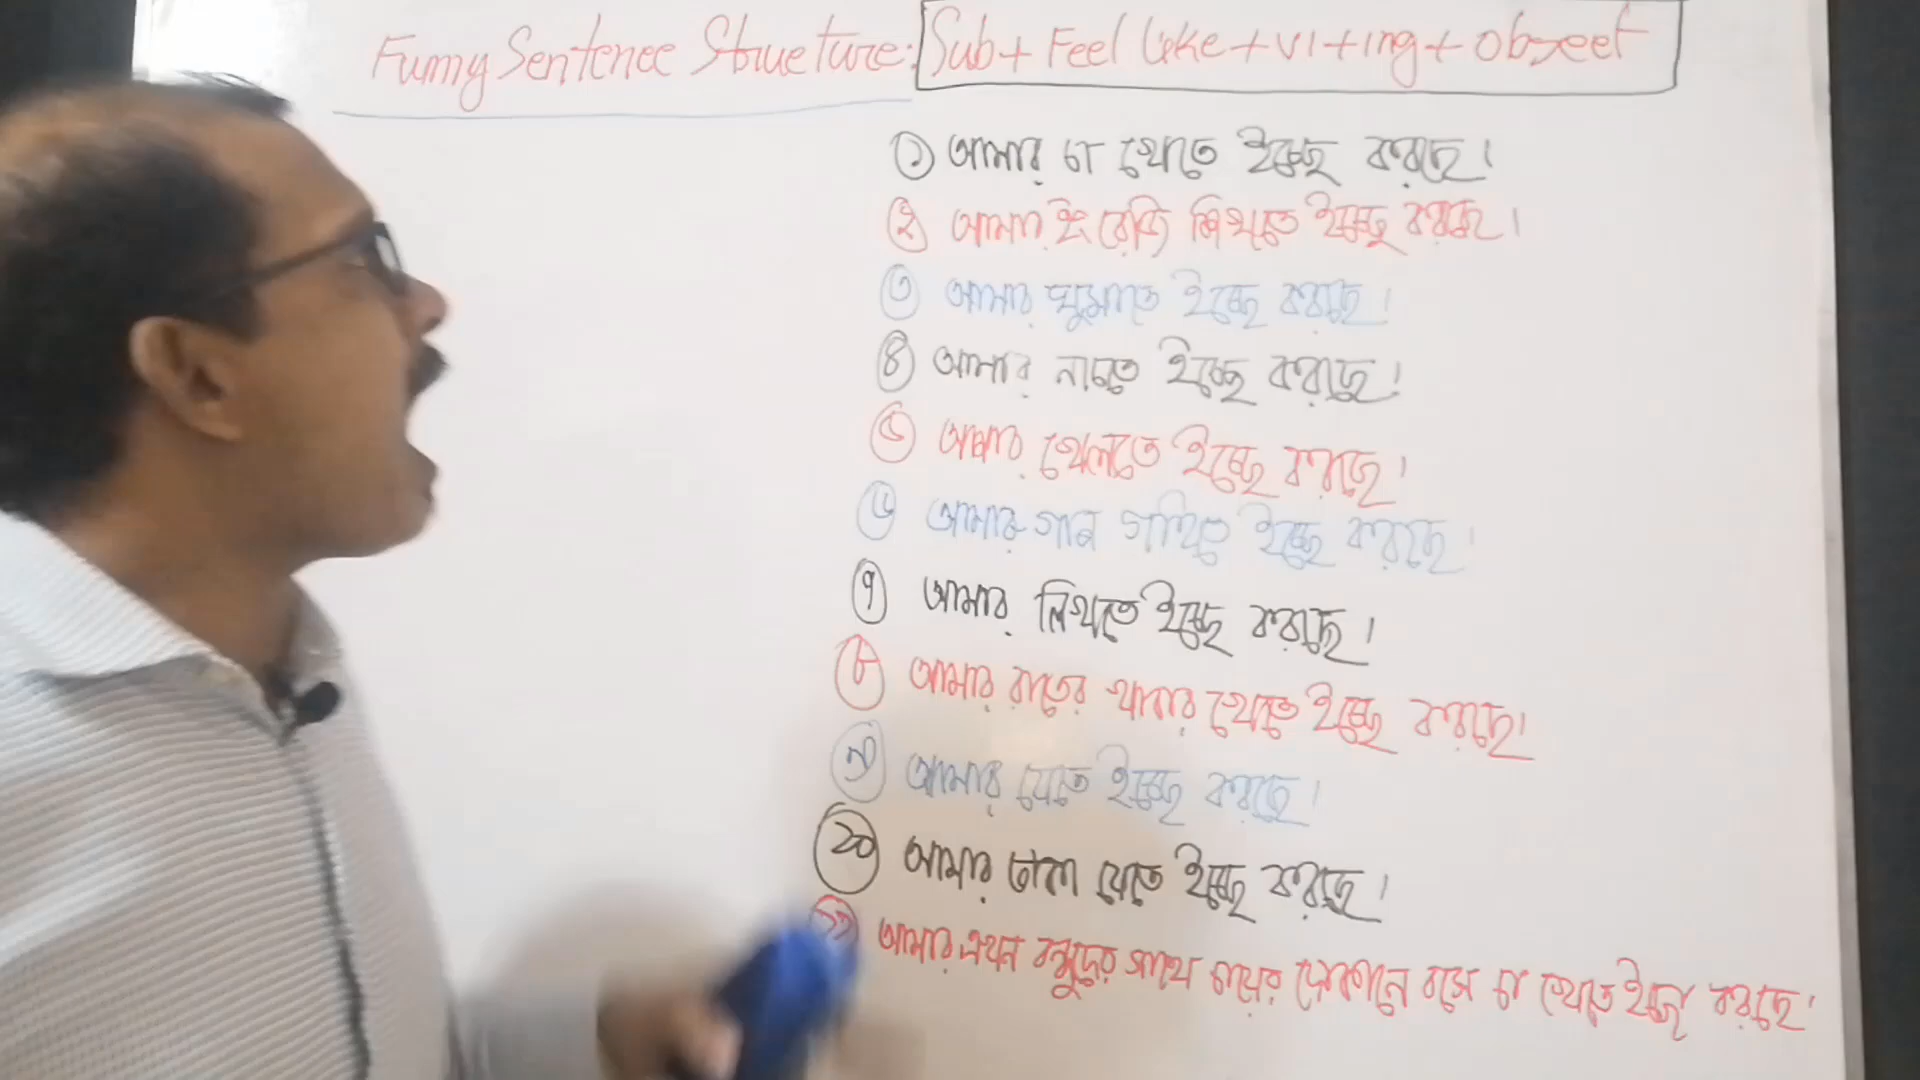 Funny Sentence Structure: Sub + Feel like + v1 + ing + object
১ আমার চা খেতে ইচ্ছে করছে।
২ আমার ইংরেজি শিখতে ইচ্ছে করছে।
৩ আমার ঘুমাতে ইচ্ছে করছে।
৪ আমার নাচতে ইচ্ছে করছে।
৫ আমার খেলতে ইচ্ছে করছে।
৬ আমার গান গাইতে ইচ্ছে করছে।
৭ আমার লিখতে ইচ্ছে করছে।
৮ আমার রাতের খাবার খেতে ইচ্ছে করছে।
৯ আমার যেতে ইচ্ছে করছে।
১০ আমার ঢাকা যেতে ইচ্ছে করছে।
১১ আমার এখন বন্ধুদের সাথে চায়ের দোকানে বসে চা খেতে ইচ্ছে করছে।